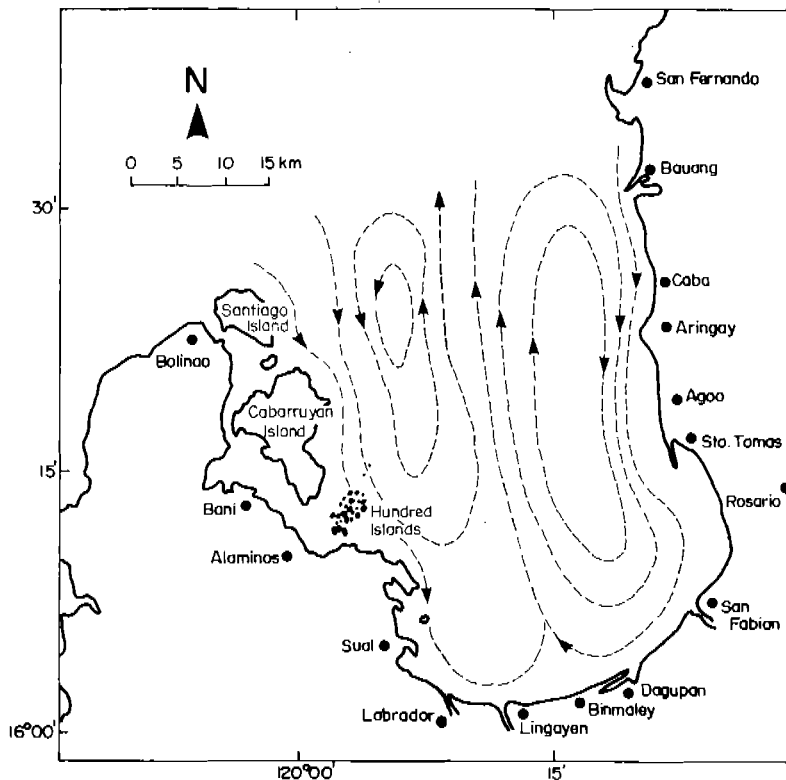 N
0 5 10 15 km
San Fernando
Bauang
30'
Caba
Santiago
Island
Aringay
Bolinao
Agoo
Cabarruyan
Island
Sto. Tomas
15'
Rosario
Bani
Hundred
Islands
Alaminos
San
Fabian
Sual
Dagupan
Binmaley
Labrador
Lingayen
16°00'
120°00'
15'